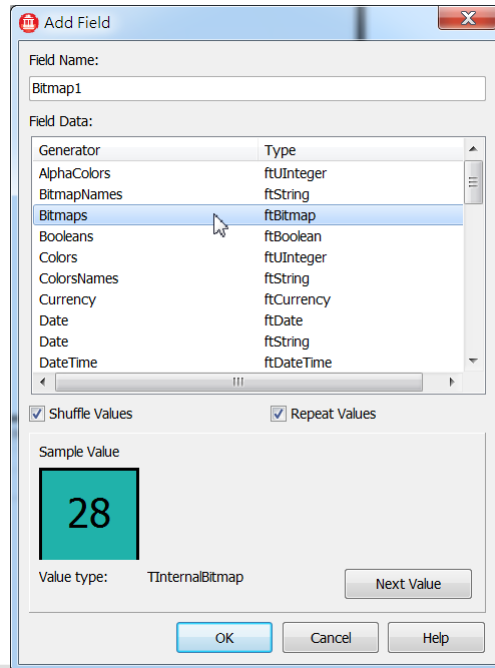 Add Field
Field Name:
Bitmap1
Field Data:
Generator Type
AlphaColors ftUInteger
BitmapNames ftString
Bitmaps ftBitmap
Booleans ftBoolean
Colors ftUInteger
ColorsNames ftString
Currency ftCurrency
Date ftDate
Date ftString
DateTime ftDateTime
Shuffle Values Repeat Values
Sample Value
28
Value type: TInternalBitmap Next Value
OK Cancel Help